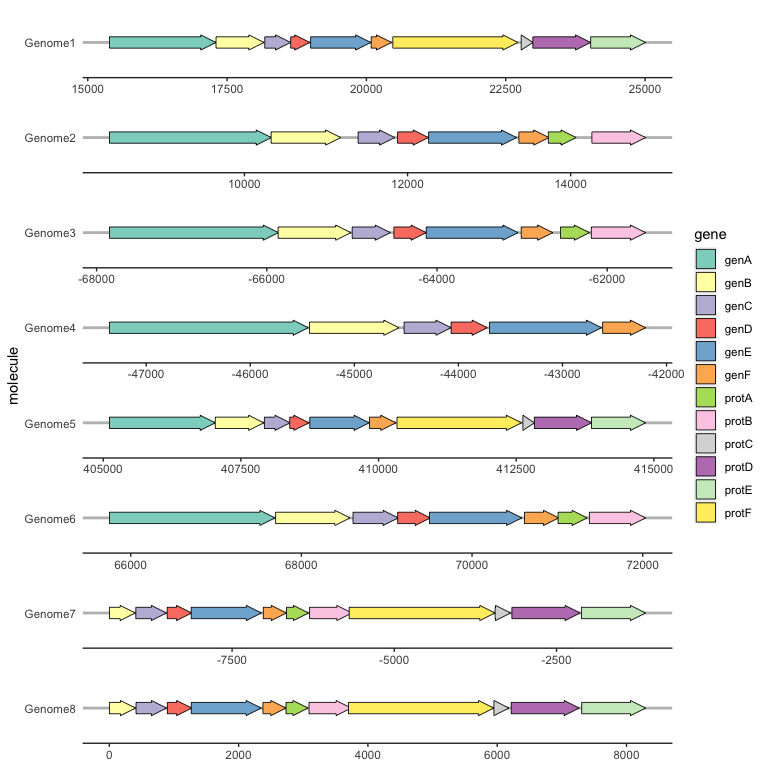 Genome1
15000 17500 20000 22500 25000
Genome2
10000 12000 14000
Genome3
-68000 -66000 -64000 -62000
Genome4
-47000 -46000 -45000 -44000 -43000 -42000
Genome5
405000 407500 410000 412500 415000
Genome6
66000 68000 70000 72000
Genome7
-7500 -5000 -2500
Genome8
0 2000 4000 6000 8000
molecule
gene
genA
genB
genC
genD
genE
genF
protA
protB
protC
protD
protE
protF